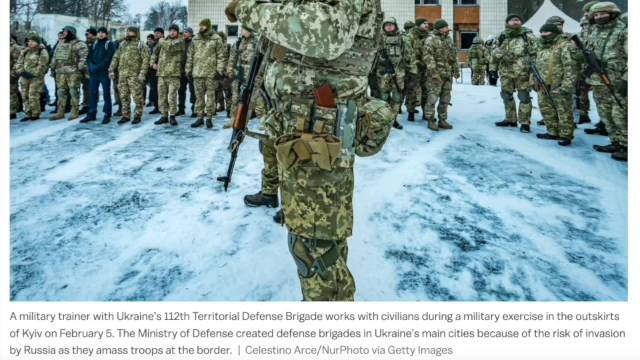 A military trainer with Ukraine's 112th Territorial Defense Brigade works with civilians during a military exercise in the outskirts
of Kyiv on February 5. The Ministry of Defense created defense brigades in Ukraine's main cities because of the risk of invasion
by Russia as they amass troops at the border. | Celestino Arce/NurPhoto via Getty Images